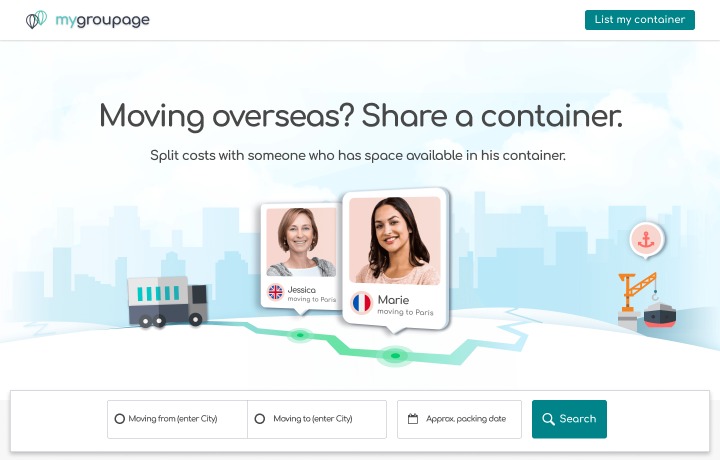 mygroupage
List my container
Moving overseas? Share a container.
Split costs with someone who has space available in his container.
Jessica
moving to Paris
Marie
moving to Paris
Moving from (enter City)
Moving to (enter City)
Approx. packing date
Search